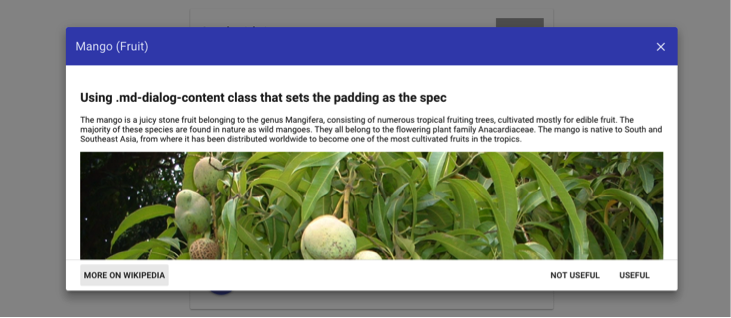 Mango (Fruit)
Using .md-dialog-content class that sets the padding as the spec
The mango is a juicy stone fruit belonging to the genus Mangifera, consisting of numerous tropical fruiting trees, cultivated mostly for edible fruit. The
majority of these species are found in nature as wild mangoes. They all belong to the flowering plant family Anacardiaceae. The mango is native to South and
Southeast Asia, from where it has been distributed worldwide to become one of the most cultivated fruits in the tropics.
MORE ON WIKIPEDIA NOT USEFUL USEFUL